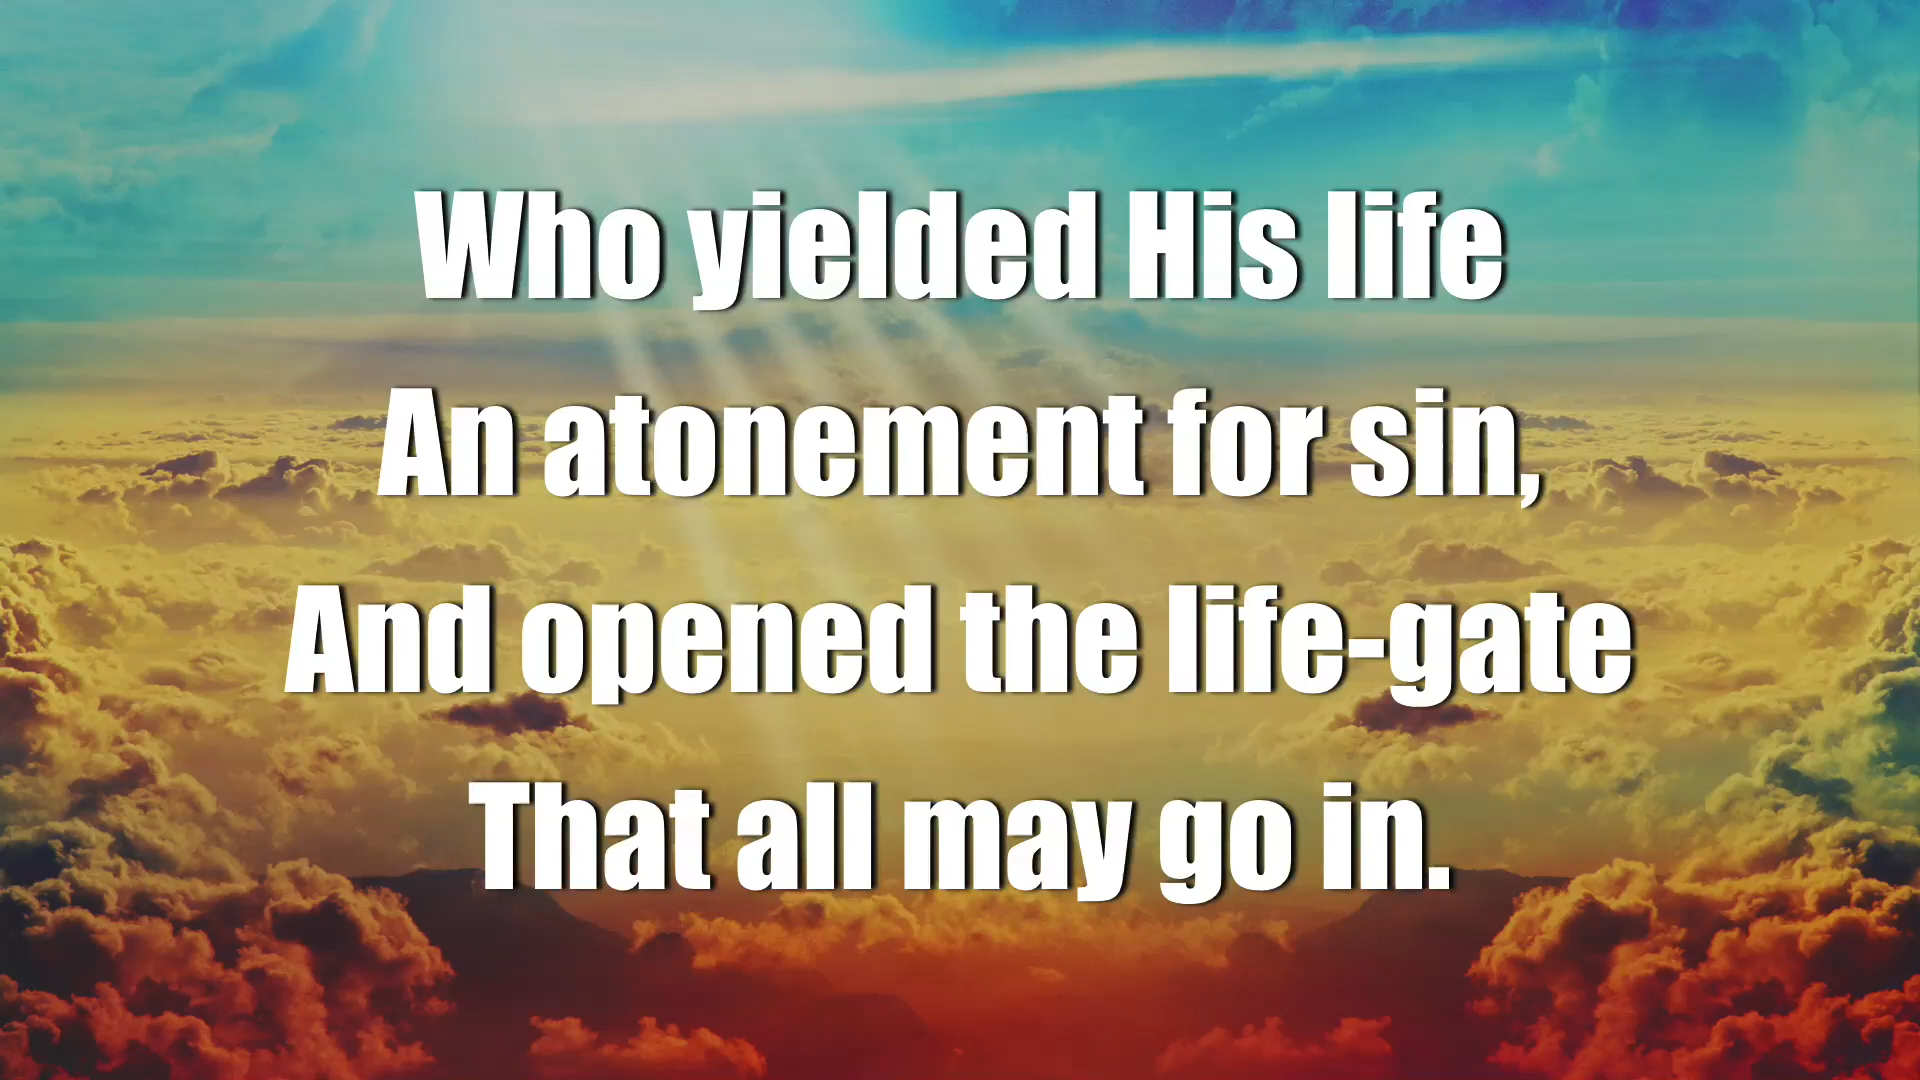 Who yielded His life
An atonement for sin,
And opened the life-gate
That all may go in.